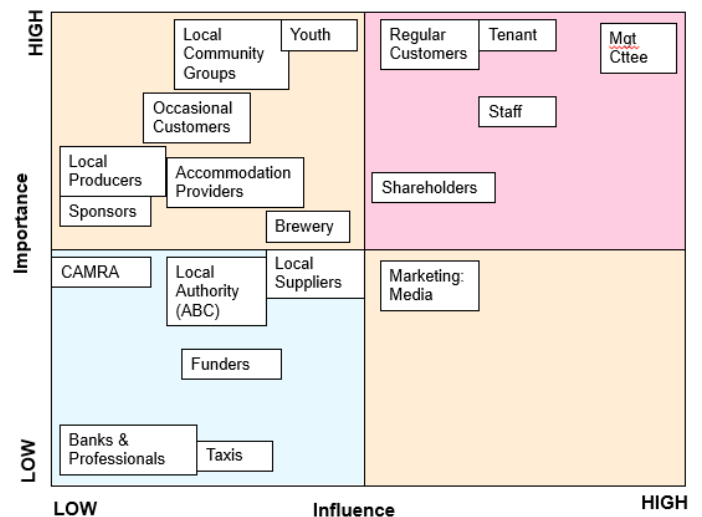 HIGH
Importance
LOW
Local
Community
Groups
Youth
Occasional
Customers
Local
Producers
Accommodation
Providers
Sponsors
Brewery
Regular
Customers
Tenant
Mgt
Cttee
Staff
Shareholders
CAMRA
Local
Authority
(ABC)
Local
Suppliers
Funders
Banks &
Professionals
Taxis
Marketing:
Media
LOW
Influence
HIGH